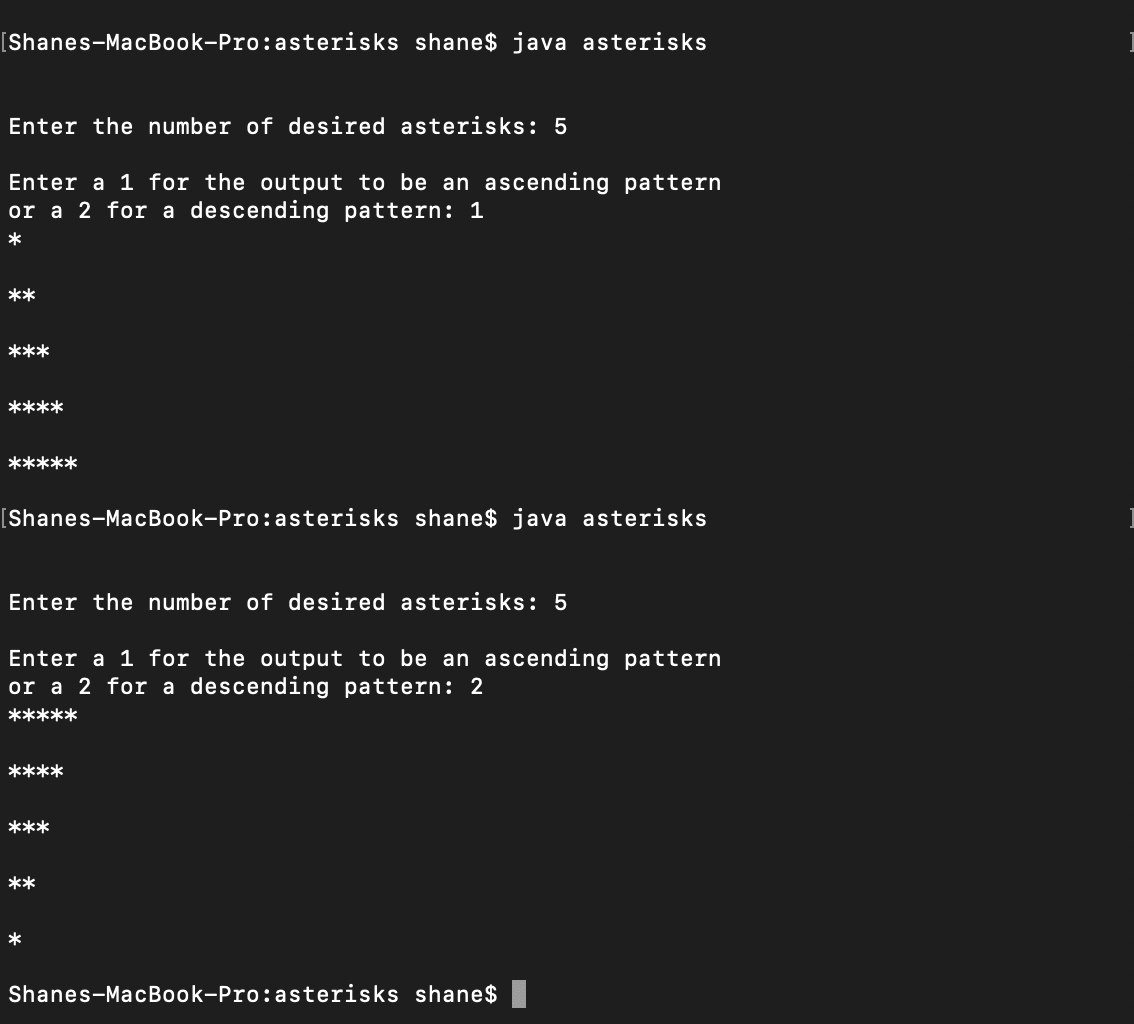 [Shanes-MacBook-Pro:asterisks shane$ java asterisks ]
Enter the number of desired asterisks: 5
Enter a 1 for the output to be an ascending pattern
or a 2 for a descending pattern: 1
*
**
***
****
*****
[Shanes-MacBook-Pro:asterisks shane$ java asterisks ]
Enter the number of desired asterisks: 5
Enter a 1 for the output to be an ascending pattern
or a 2 for a descending pattern: 2
*****
****
***
**
*
Shanes-MacBook-Pro:asterisks shane$